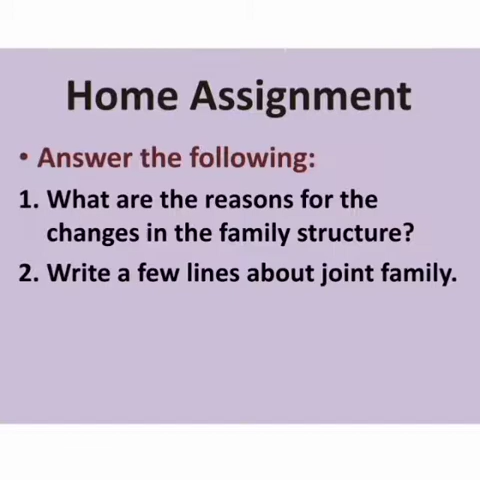 Home Assignment
• Answer the following:
1. What are the reasons for the
changes in the family structure?
2. Write a few lines about joint family.